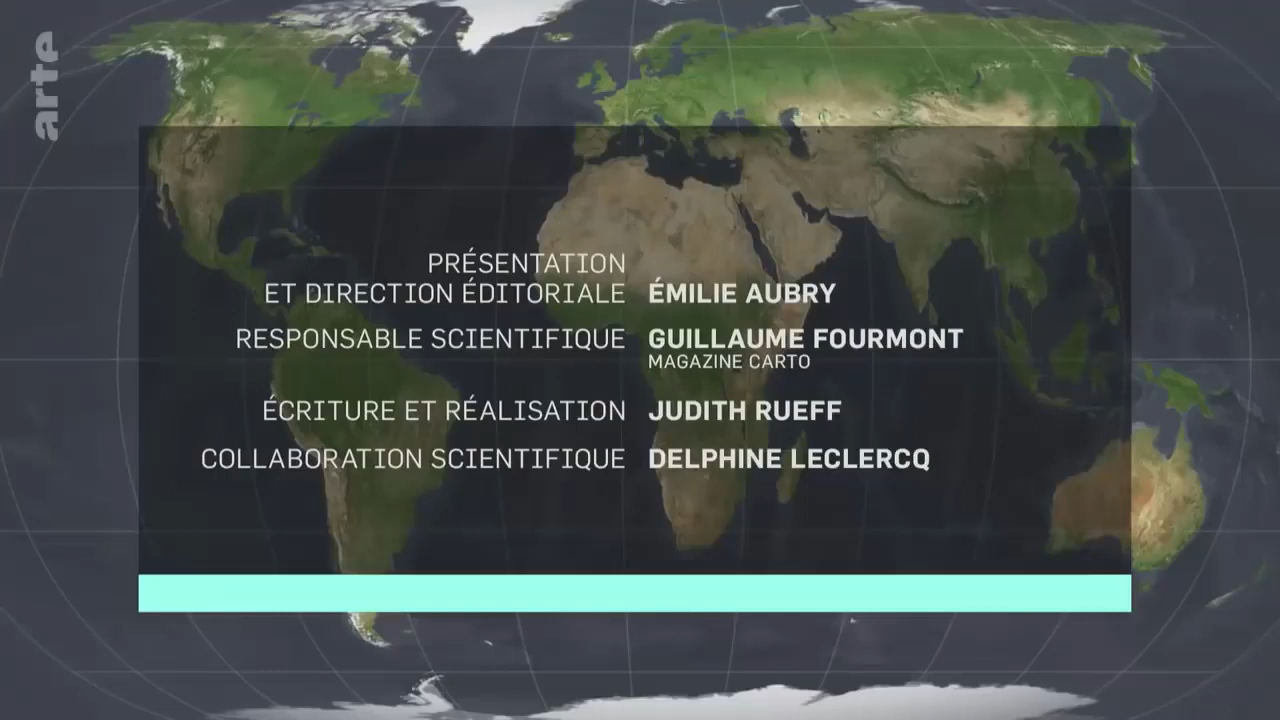 arte
PRÉSENTATION
ET DIRECTION ÉDITORIALE ÉMILIE AUBRY
RESPONSABLE SCIENTIFIQUE GUILLAUME FOURMONT
MAGAZINE CARTO
ÉCRITURE ET RÉALISATION JUDITH RUEFF
COLLABORATION SCIENTIFIQUE DELPHINE LECLERCQ